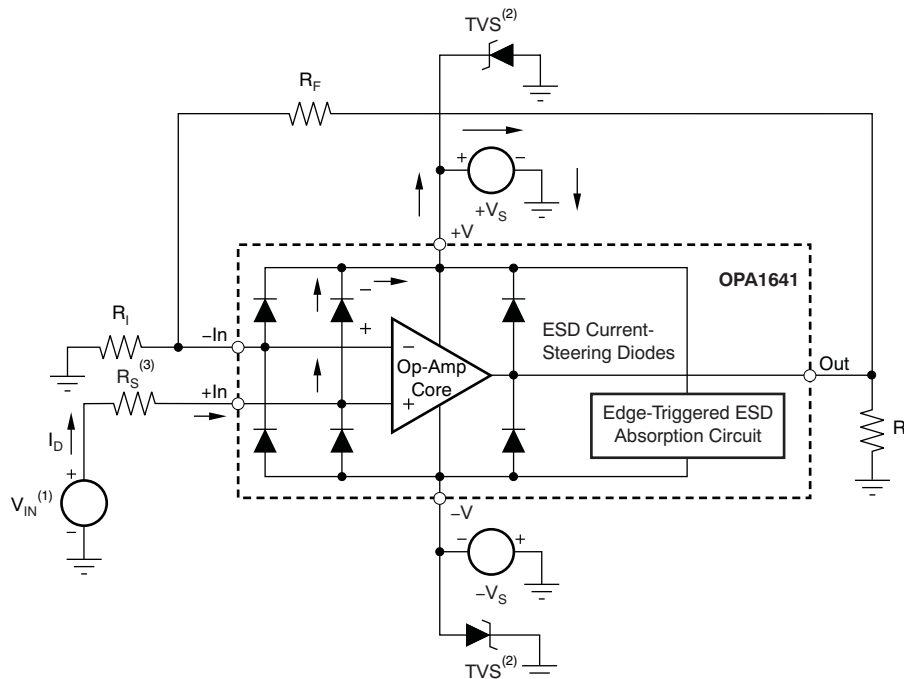 TVS(2)
RF
+ −
+VS
+V
OPA1641
−
+
RI
−In
ESD Current-
Steering Diodes
−
Op-Amp
Core
+
Out
(3)
RS
+In
Edge-Triggered ESD
Absorption Circuit
R
ID
+
VIN(1)
−
−V
− +
−VS
TVS(2)